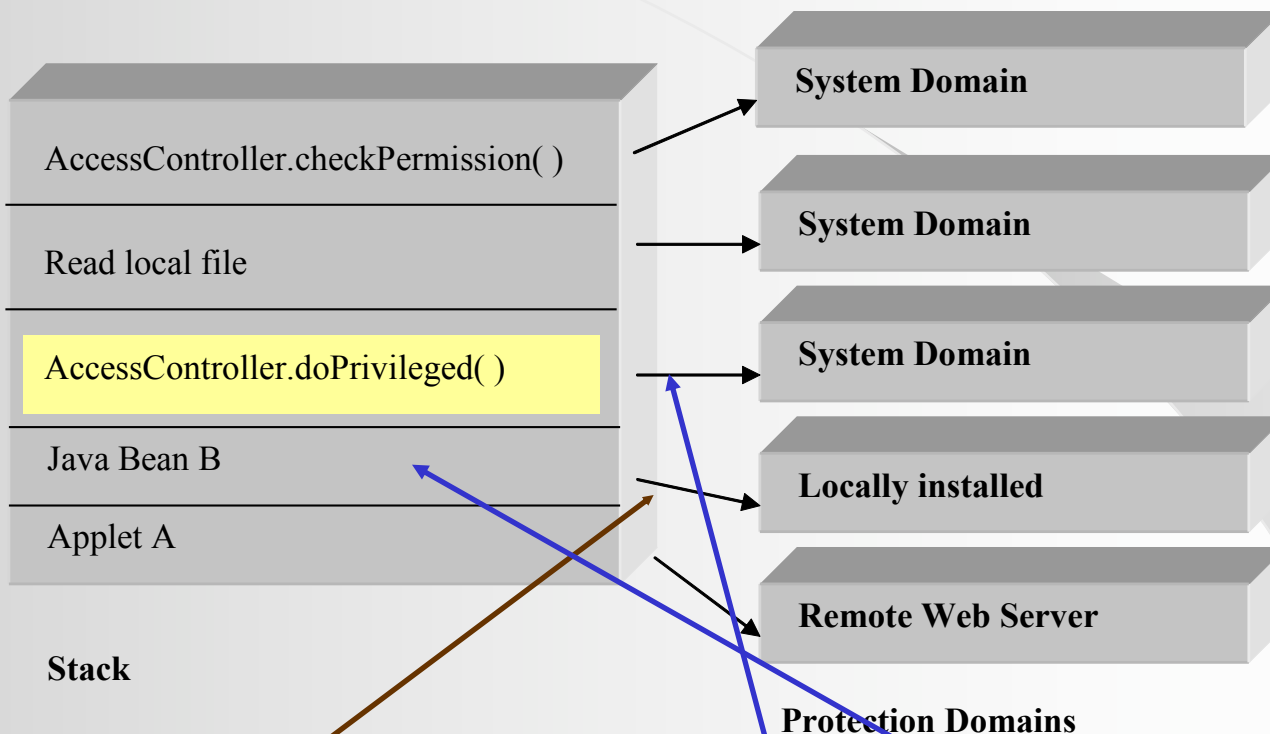 AccessController.checkPermission( )
Read local file
AccessController.doPrivileged( )
Java Bean B
Applet A
Stack
System Domain
System Domain
System Domain
Locally installed
Remote Web Server
Protection Domains